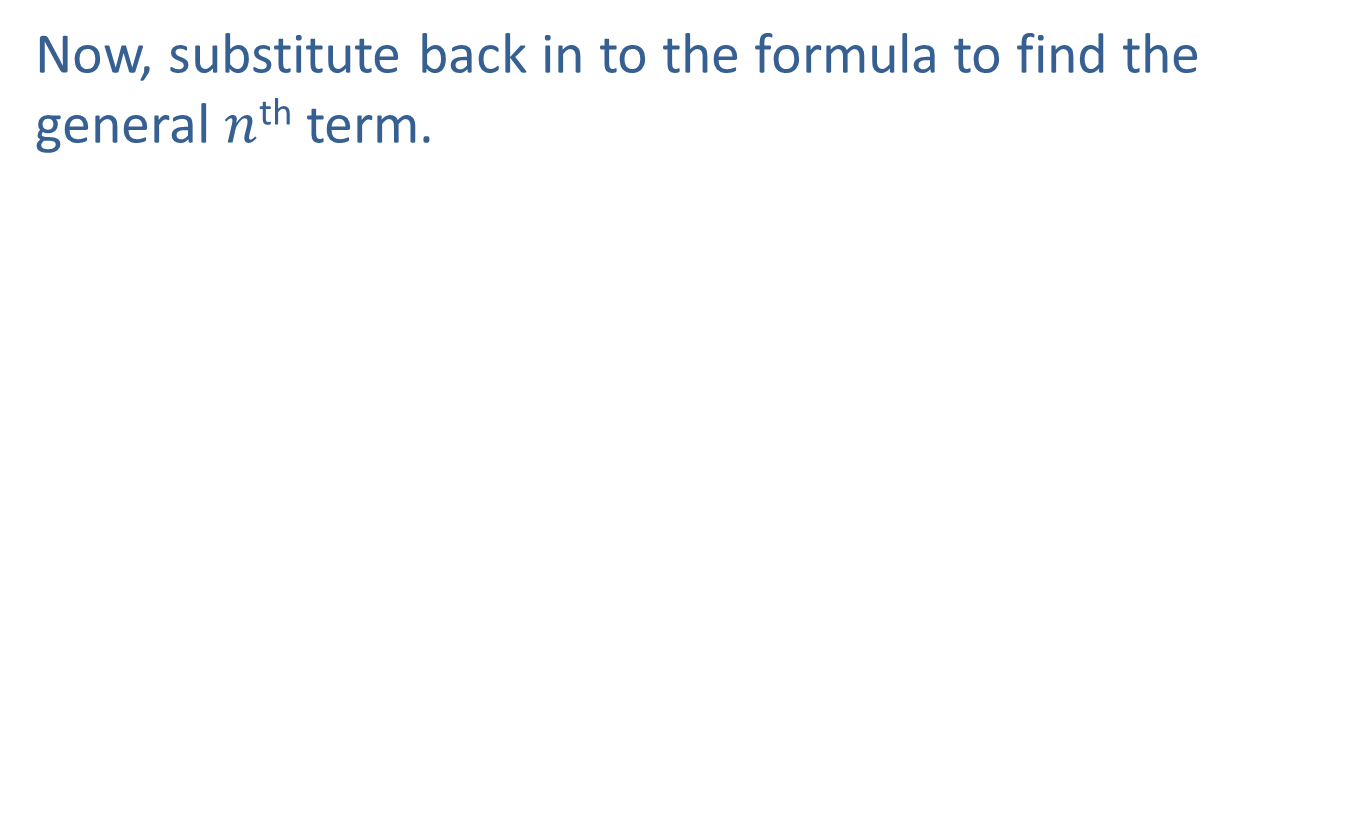 Now, substitute back in to the formula to find the
general 𝑛ᵗʰ term.